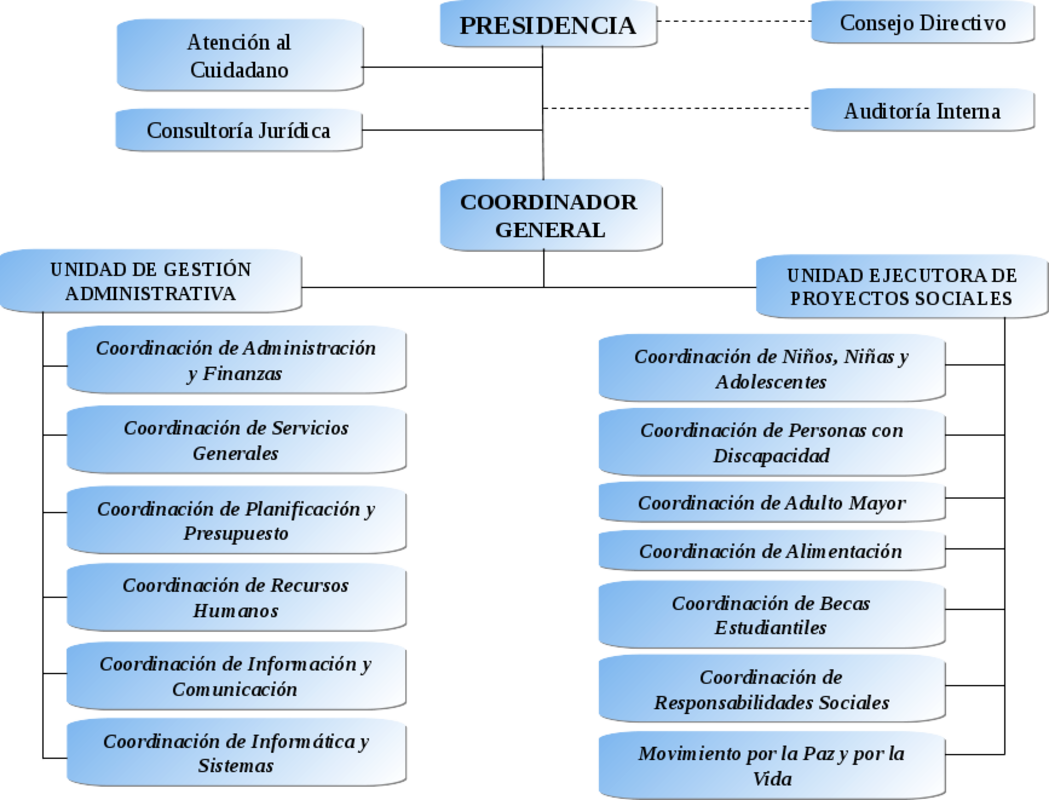 PRESIDENCIA
Consejo Directivo
Atención al
Cuidadano
Auditoría Interna
Consultoría Jurídica
COORDINADOR
GENERAL
UNIDAD DE GESTIÓN
ADMINISTRATIVA
UNIDAD EJECUTORA DE
PROYECTOS SOCIALES
Coordinación de Administración
y Finanzas
Coordinación de Servicios
Generales
Coordinación de Planificación y
Presupuesto
Coordinación de Recursos
Humanos
Coordinación de Información y
Comunicación
Coordinación de Informática y
Sistemas
Coordinación de Niños, Niñas y
Adolescentes
Coordinación de Personas con
Discapacidad
Coordinación de Adulto Mayor
Coordinación de Alimentación
Coordinación de Becas
Estudiantiles
Coordinación de
Responsabilidades Sociales
Movimiento por la Paz y por la
Vida